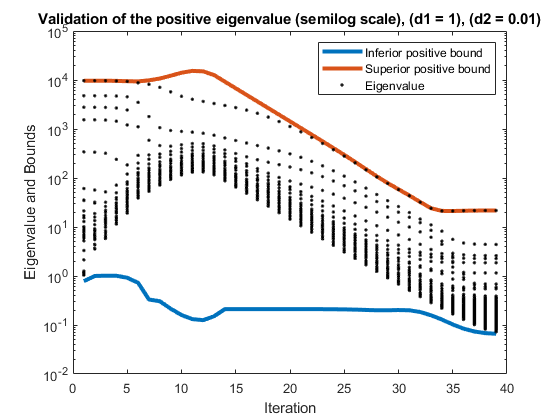 Validation of the positive eigenvalue (semilog scale), (d1 = 1), (d2 = 0.01)
10^5
10^4
10^3
10^2
10^1
10^0
10^-1
10^-2
Eigenvalue and Bounds
Inferior positive bound
Superior positive bound
Eigenvalue
0 5 10 15 20 25 30 35 40
Iteration